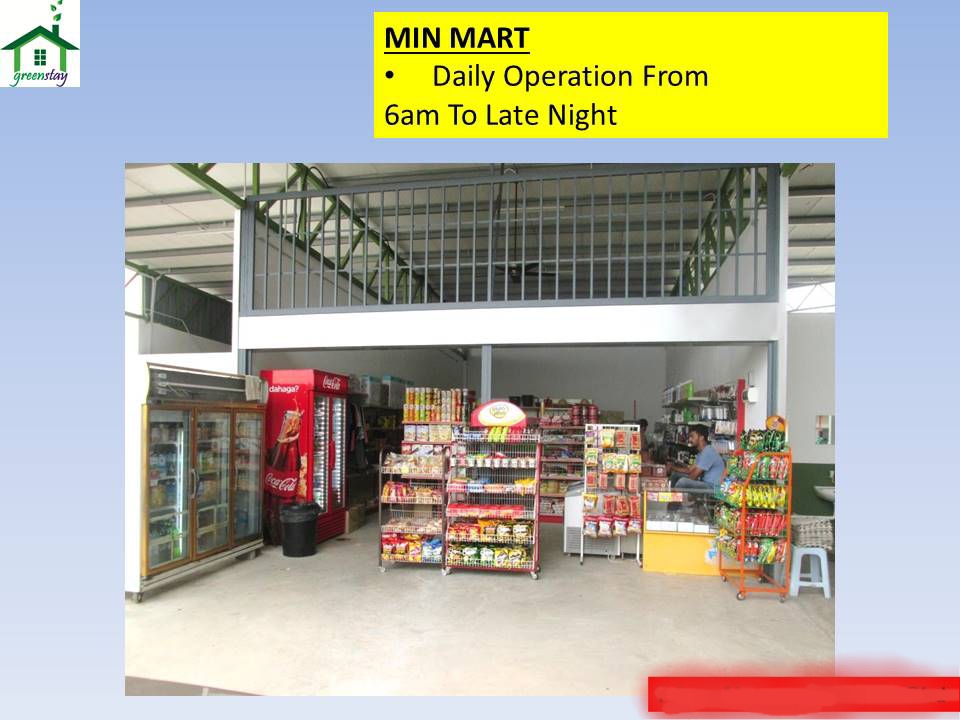 greenstay
MIN MART
• Daily Operation From
6am To Late Night
dahaga?
Coca-Cola
Coca-Cola